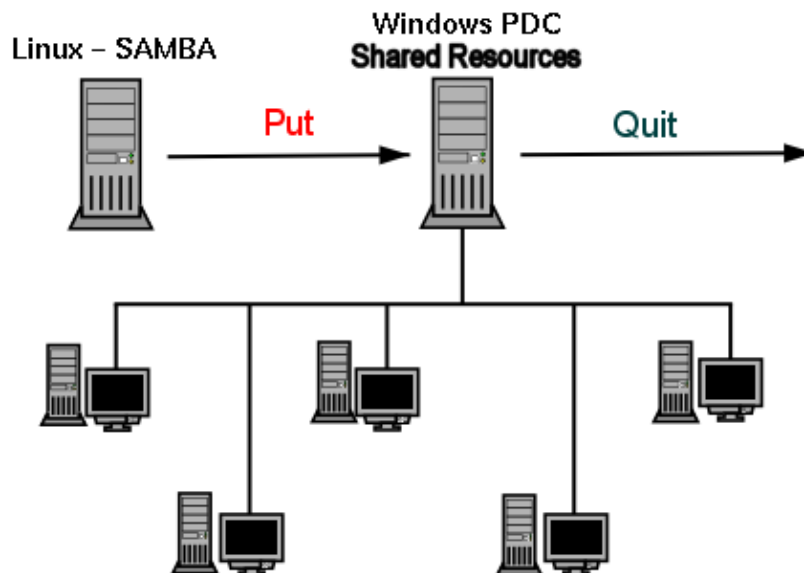 Linux – SAMBA
Windows PDC
Shared Resources
Put
Quit